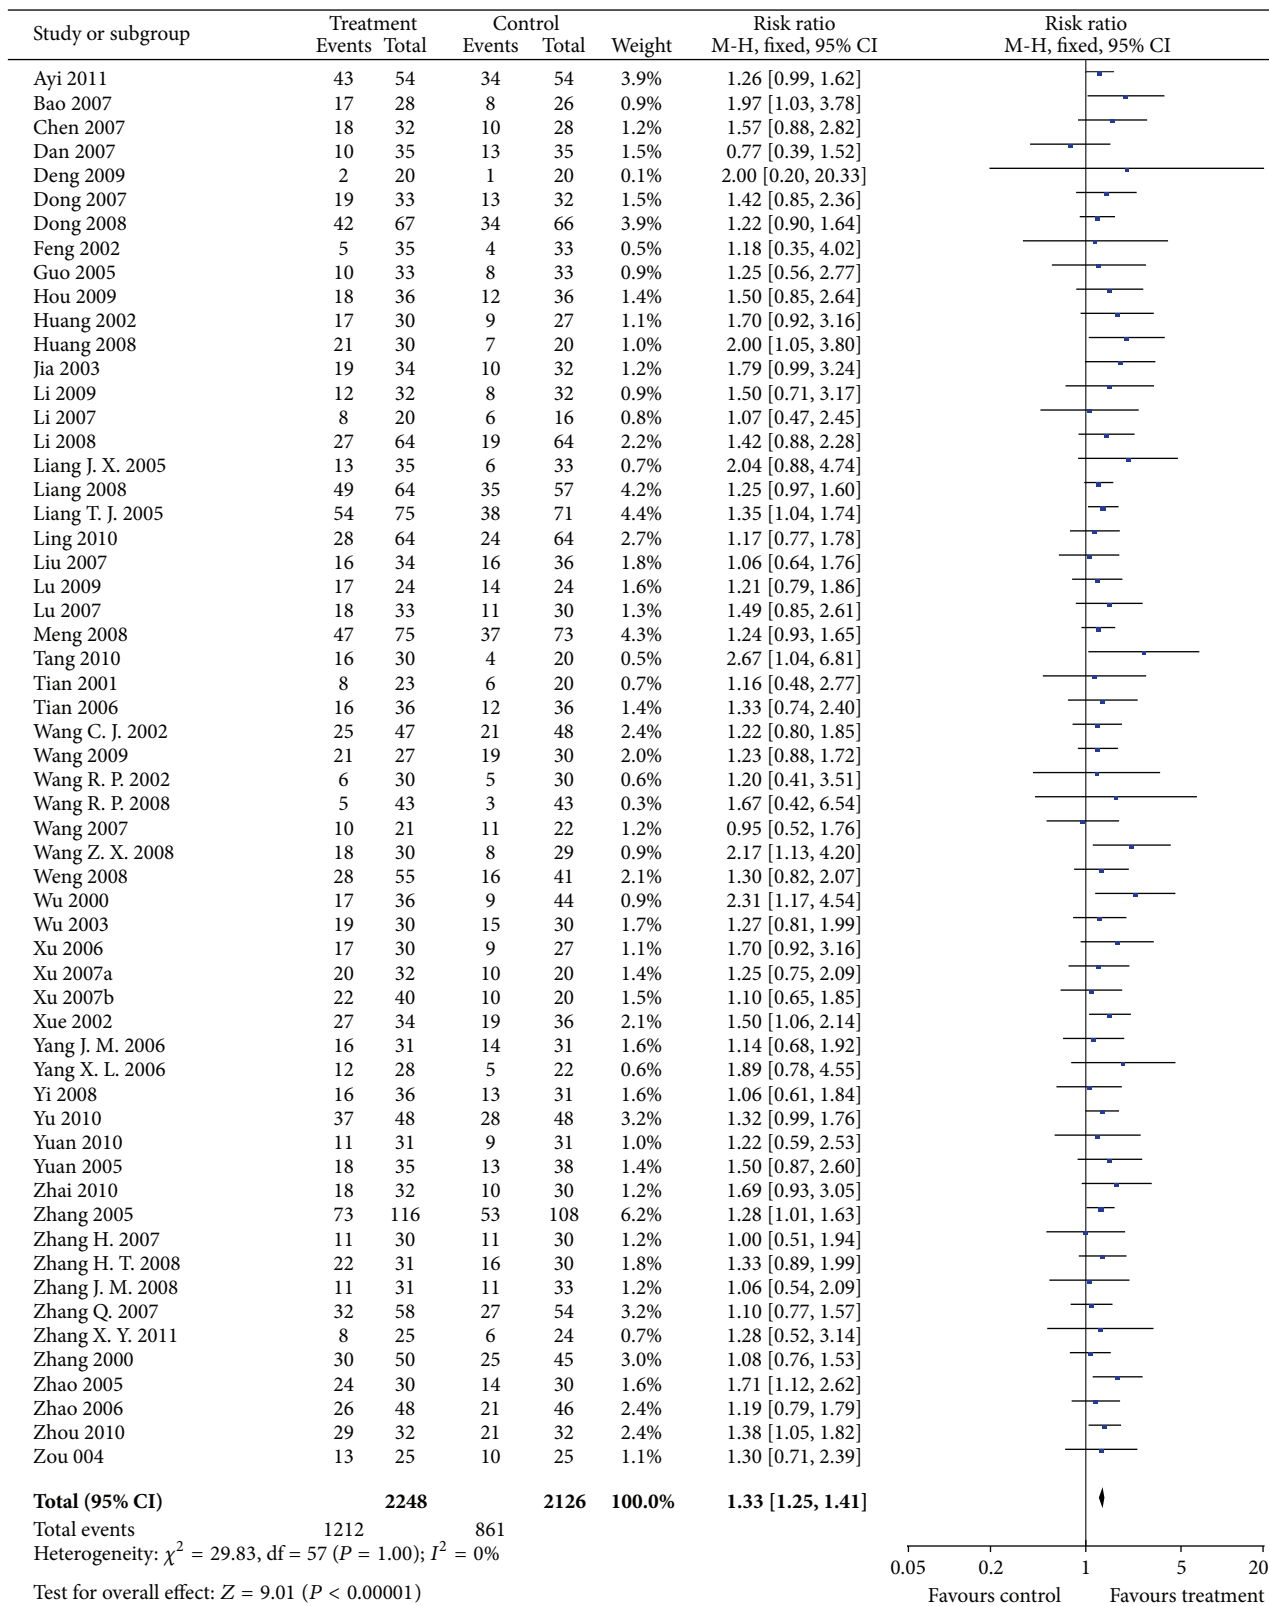 Study or subgroup Treatment Control Risk ratio Risk ratio
Events Total Events Total Weight M-H, fixed, 95% CI M-H, fixed, 95% CI
Ayi 2011 43 54 34 54 3.9% 1.26 [0.99, 1.62]
Bao 2007 17 28 8 26 0.9% 1.97 [1.03, 3.78]
Chen 2007 18 32 10 28 1.2% 1.57 [0.88, 2.82]
Dan 2007 10 35 13 35 1.5% 0.77 [0.39, 1.52]
Deng 2009 2 20 1 20 0.1% 2.00 [0.20, 20.33]
Dong 2007 19 33 13 32 1.5% 1.42 [0.85, 2.36]
Dong 2008 42 67 34 66 3.9% 1.22 [0.90, 1.64]
Feng 2002 5 35 4 33 0.5% 1.18 [0.35, 4.02]
Guo 2005 10 33 8 33 0.9% 1.25 [0.56, 2.77]
Hou 2009 18 36 12 36 1.4% 1.50 [0.85, 2.64]
Huang 2002 17 30 9 27 1.1% 1.70 [0.92, 3.16]
Huang 2008 21 30 7 20 1.0% 2.00 [1.05, 3.80]
Jia 2003 19 34 10 32 1.2% 1.79 [0.99, 3.24]
Li 2009 12 32 8 32 0.9% 1.50 [0.71, 3.17]
Li 2007 8 20 6 16 0.8% 1.07 [0.47, 2.45]
Li 2008 27 64 19 64 2.2% 1.42 [0.88, 2.28]
Liang J. X. 2005 13 35 6 33 0.7% 2.04 [0.88, 4.74]
Liang 2008 49 64 35 57 4.2% 1.25 [0.97, 1.60]
Liang T. J. 2005 54 75 38 71 4.4% 1.35 [1.04, 1.74]
Ling 2010 28 64 24 64 2.7% 1.17 [0.77, 1.78]
Liu 2007 16 34 16 36 1.8% 1.06 [0.64, 1.76]
Lu 2009 17 24 14 24 1.6% 1.21 [0.79, 1.86]
Lu 2007 18 33 11 30 1.3% 1.49 [0.85, 2.61]
Meng 2008 47 75 37 73 4.3% 1.24 [0.93, 1.65]
Tang 2010 16 30 4 20 0.5% 2.67 [1.04, 6.81]
Tian 2001 8 23 6 20 0.7% 1.16 [0.48, 2.77]
Tian 2006 16 36 12 36 1.4% 1.33 [0.74, 2.40]
Wang C. J. 2002 25 47 21 48 2.4% 1.22 [0.80, 1.85]
Wang 2009 21 27 19 30 2.0% 1.23 [0.88, 1.72]
Wang R. P. 2002 6 30 5 30 0.6% 1.20 [0.41, 3.51]
Wang R. P. 2008 5 43 3 43 0.3% 1.67 [0.42, 6.54]
Wang 2007 10 21 11 22 1.2% 0.95 [0.52, 1.76]
Wang Z. X. 2008 18 30 8 29 0.9% 2.17 [1.13, 4.20]
Weng 2008 28 55 16 41 2.1% 1.30 [0.82, 2.07]
Wu 2000 17 36 9 44 0.9% 2.31 [1.17, 4.54]
Wu 2003 19 30 15 30 1.7% 1.27 [0.81, 1.99]
Xu 2006 17 30 9 27 1.1% 1.70 [0.92, 3.16]
Xu 2007a 20 32 10 20 1.4% 1.25 [0.75, 2.09]
Xu 2007b 22 40 10 20 1.5% 1.10 [0.65, 1.85]
Xue 2002 27 34 19 36 2.1% 1.50 [1.06, 2.14]
Yang J. M. 2006 16 31 14 31 1.6% 1.14 [0.68, 1.92]
Yang X. L. 2006 12 28 5 22 0.6% 1.89 [0.78, 4.55]
Yi 2008 16 36 13 31 1.6% 1.06 [0.61, 1.84]
Yu 2010 37 48 28 48 3.2% 1.32 [0.99, 1.76]
Yuan 2010 11 31 9 31 1.0% 1.22 [0.59, 2.53]
Yuan 2005 18 35 13 38 1.4% 1.50 [0.87, 2.60]
Zhai 2010 18 32 10 30 1.2% 1.69 [0.93, 3.05]
Zhang 2005 73 116 53 108 6.2% 1.28 [1.01, 1.63]
Zhang H. 2007 11 30 11 30 1.2% 1.00 [0.51, 1.94]
Zhang H. T. 2008 22 31 16 30 1.8% 1.33 [0.89, 1.99]
Zhang J. M. 2008 11 31 11 33 1.2% 1.06 [0.54, 2.09]
Zhang Q. 2007 32 58 27 54 3.2% 1.10 [0.77, 1.57]
Zhang X. Y. 2011 8 25 6 24 0.7% 1.28 [0.52, 3.14]
Zhang 2000 30 50 25 45 3.0% 1.08 [0.76, 1.53]
Zhao 2005 24 30 14 30 1.6% 1.71 [1.12, 2.62]
Zhao 2006 26 48 21 46 2.4% 1.19 [0.79, 1.79]
Zhou 2010 29 32 21 32 2.4% 1.38 [1.05, 1.82]
Zou 004 13 25 10 25 1.1% 1.30 [0.71, 2.39]
Total (95% CI) 2248 2126 100.0% 1.33 [1.25, 1.41]
Total events 1212 861
Heterogeneity: χ² = 29.83, df = 57 (P = 1.00); I² = 0%
0.05 0.2 1 5 20
Test for overall effect: Z = 9.01 (P < 0.00001)
Favours control Favours treatment